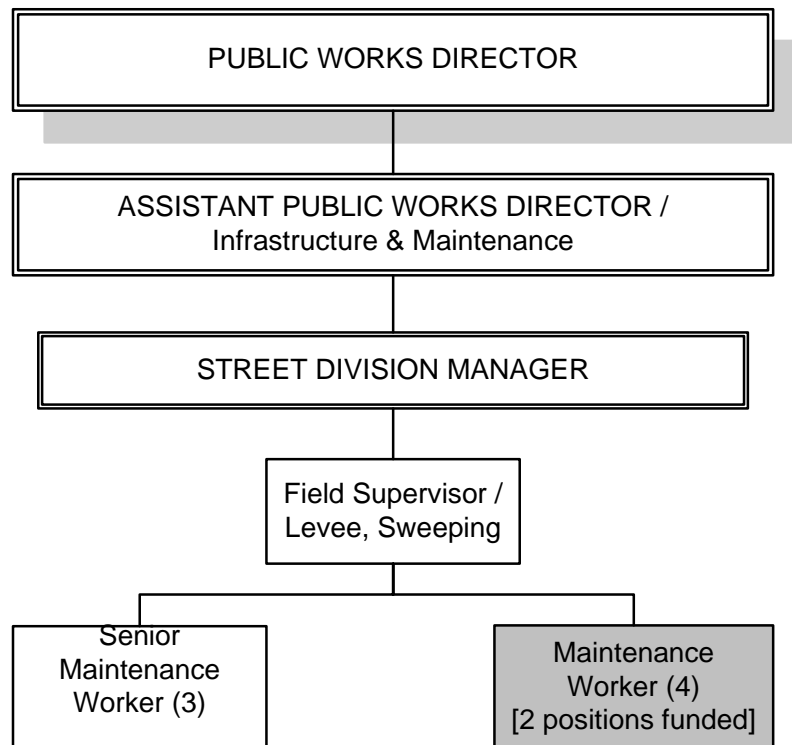 PUBLIC WORKS DIRECTOR
ASSISTANT PUBLIC WORKS DIRECTOR /
Infrastructure & Maintenance
STREET DIVISION MANAGER
Field Supervisor /
Levee, Sweeping
Senior
Maintenance
Worker (3)
Maintenance
Worker (4)
[2 positions funded]